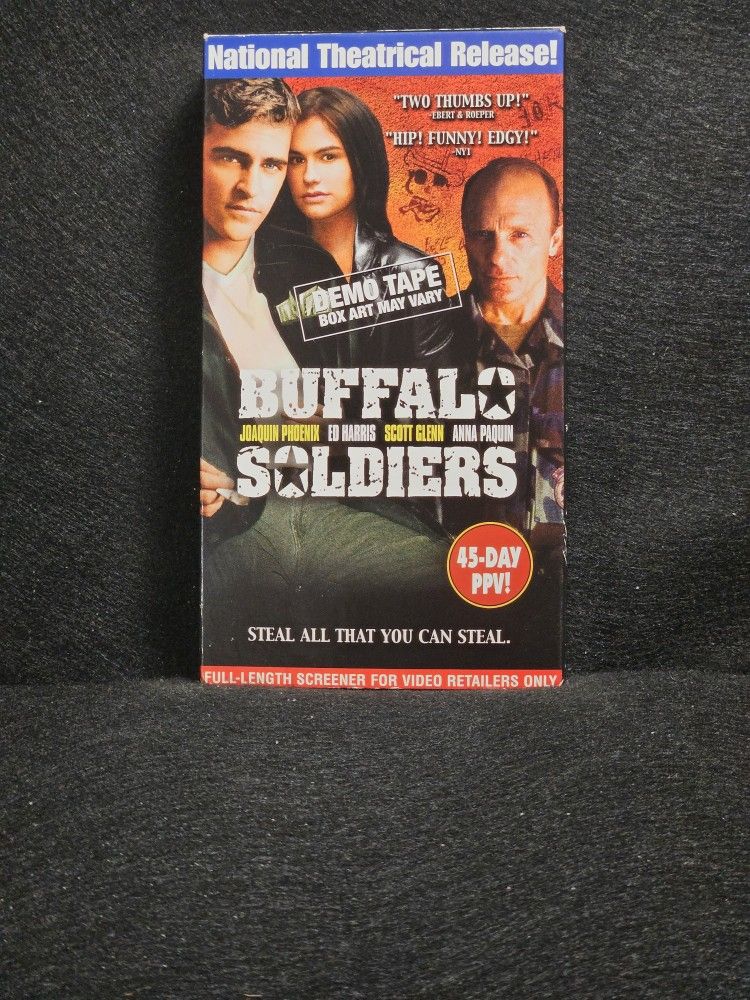 National Theatrical Release!
"TWO THUMBS UP!"
-EBERT & ROEPER
"HIP! FUNNY! EDGY!"
-NY1
DEMO TAPE
BOX ART MAY VARY
BUFFALO
JOAQUIN PHOENIX ED HARRIS SCOTT GLENN ANNA PAQUIN
SOLDIERS
45-DAY
PPV!
STEAL ALL THAT YOU CAN STEAL.
FULL-LENGTH SCREENER FOR VIDEO RETAILERS ONLY